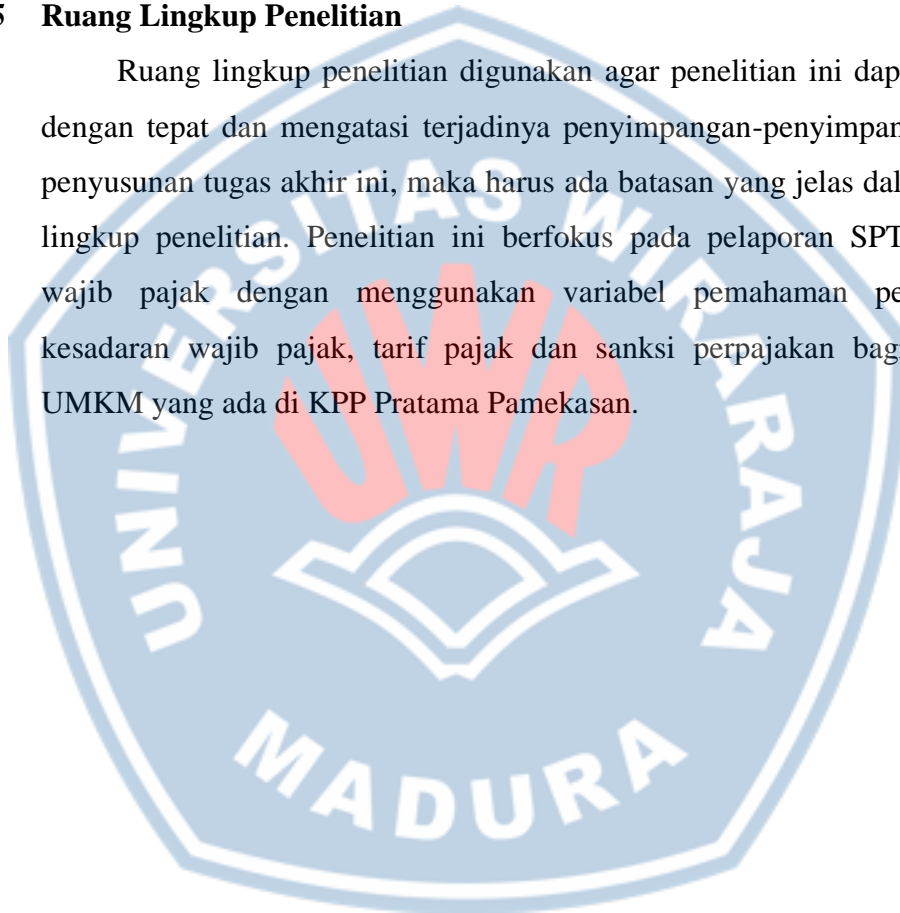 5 Ruang Lingkup Penelitian
Ruang lingkup penelitian digunakan agar penelitian ini dap
dengan tepat dan mengatasi terjadinya penyimpangan-penyimpan
penyusunan tugas akhir ini, maka harus ada batasan yang jelas dal
lingkup penelitian. Penelitian ini berfokus pada pelaporan SPT
wajib pajak dengan menggunakan variabel pemahaman pe
kesadaran wajib pajak, tarif pajak dan sanksi perpajakan bag
UMKM yang ada di KPP Pratama Pamekasan.
UNIVERSITAS WIRARAJA
UWR
MADURA